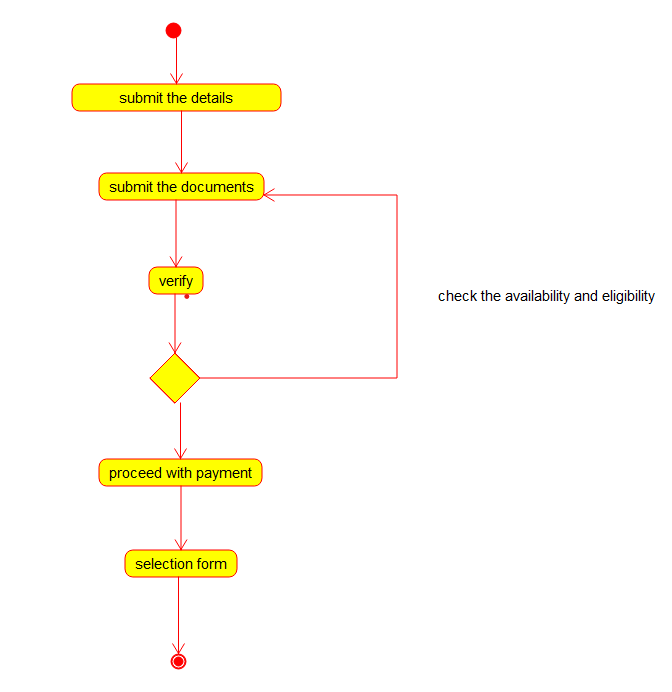 submit the details
submit the documents
verify
check the availability and eligibility
proceed with payment
selection form